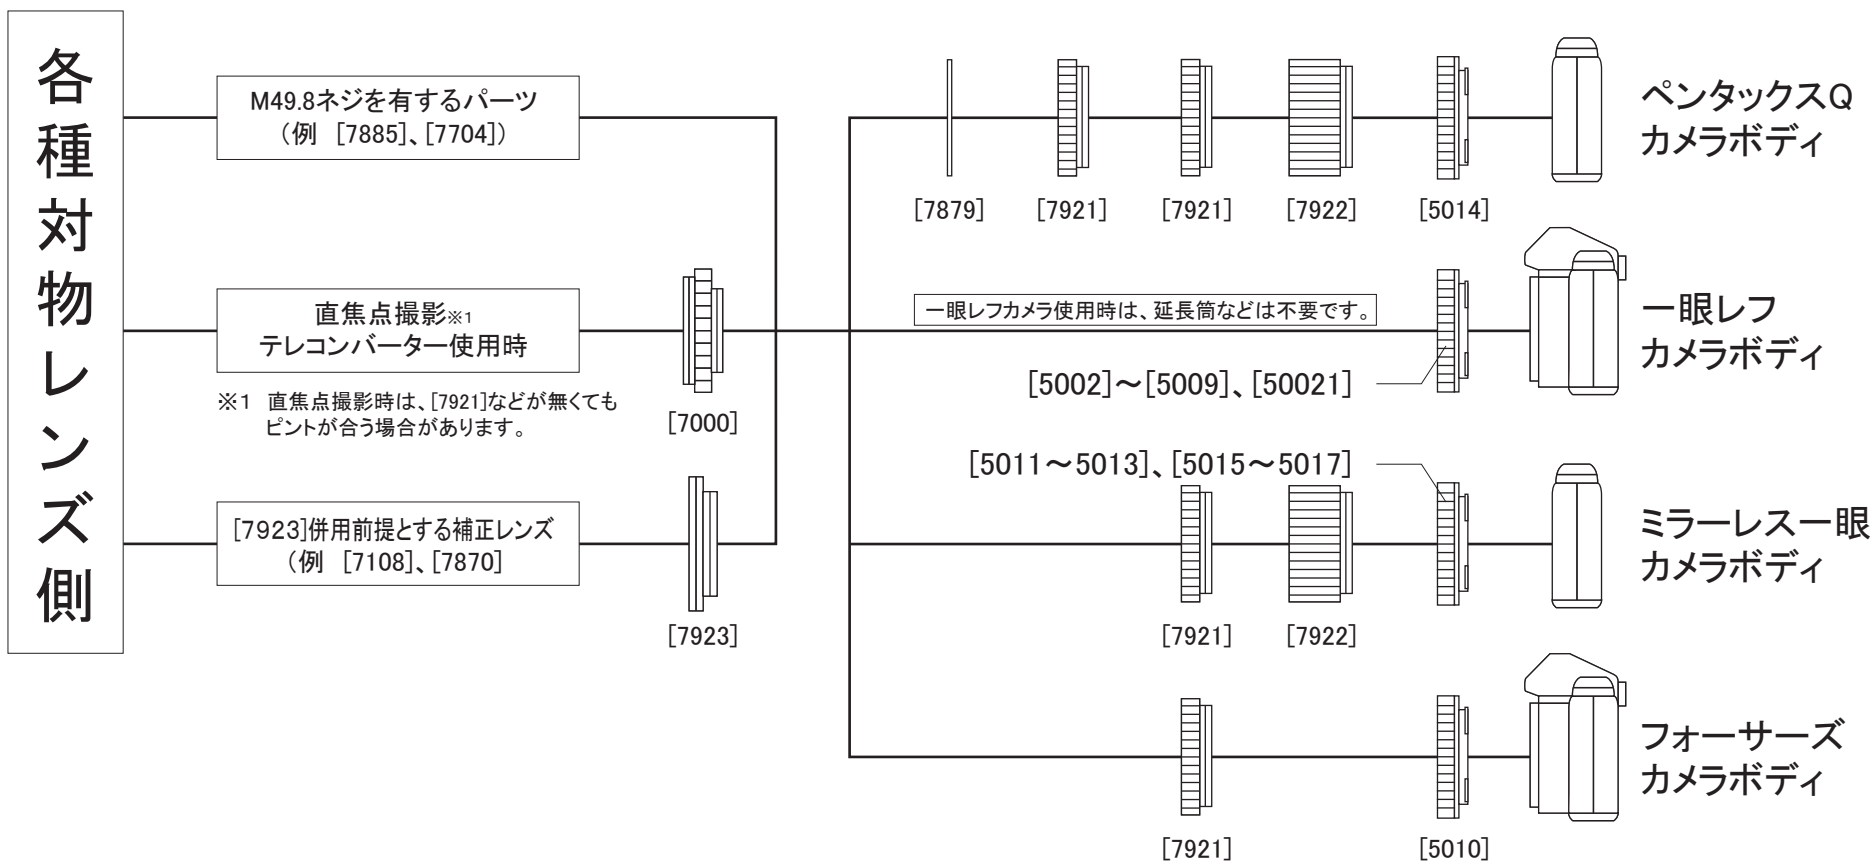 各種対物レンズ側
M49.8ネジを有するパーツ
（例　[7885]、[7704]）
直焦点撮影※1
テレコンバーター使用時
※1　直焦点撮影時は、[7921]などが無くても
ピントが合う場合があります。
[7000]
[7923]併用前提とする補正レンズ
（例　[7108]、[7870]
[7923]
[7879]
[7921]
[7921]
[7922]
[5014]
ペンタックスQ
カメラボディ
一眼レフカメラ使用時は、延長筒などは不要です。
[5002]〜[5009]、[50021]
一眼レフ
カメラボディ
[5011〜5013]、[5015〜5017]
[7921]
[7922]
ミラーレス一眼
カメラボディ
[7921]
[5010]
フォーサーズ
カメラボディ